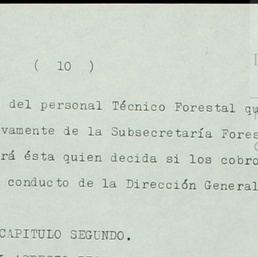 ( 10 )
del personal Técnico Forestal qu
vamente de la Subsecretaría Fores
rá ésta quien decida si los cobro
conducto de la Dirección General
CAPITULO SEGUNDO.